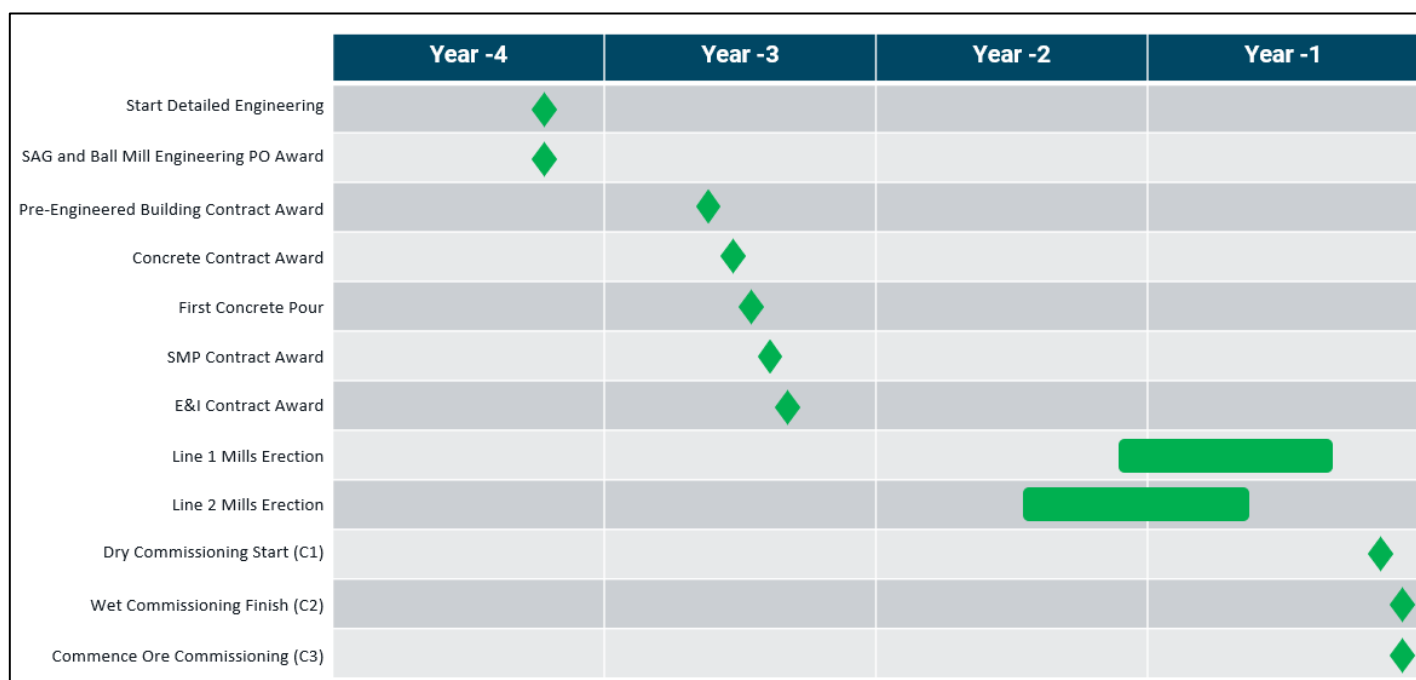 Year -4 Year -3 Year -2 Year -1
Start Detailed Engineering
SAG and Ball Mill Engineering PO Award
Pre-Engineered Building Contract Award
Concrete Contract Award
First Concrete Pour
SMP Contract Award
E&I Contract Award
Line 1 Mills Erection
Line 2 Mills Erection
Dry Commissioning Start (C1)
Wet Commissioning Finish (C2)
Commence Ore Commissioning (C3)